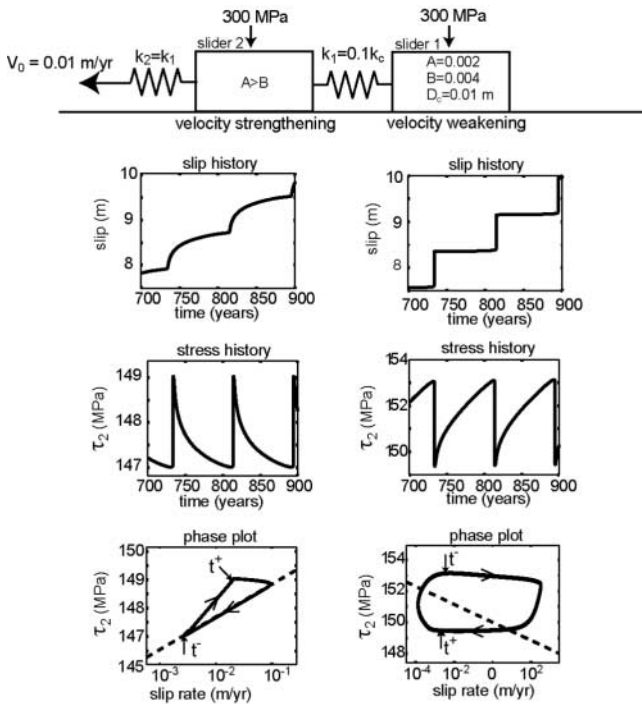 300 MPa 300 MPa
V₀ = 0.01 m/yr k₂=k₁ slider 2 k₁=0.1k_c slider 1
A>B
A=0.002
B=0.004
D_c=0.01 m
velocity strengthening velocity weakening
slip history slip history
slip (m) 10 9 8
slip (m) 10 9 8
700 750 800 850 900 700 750 800 850 900
time (years) time (years)
stress history stress history
τ₂ (MPa) 149 148 147
τ₂ (MPa) 153 152 150
700 750 800 850 900 700 750 800 850 900
time (years) time (years)
phase plot phase plot
τ₂ (MPa) 150 149 147 145
t⁺
t⁻
τ₂ (MPa) 154 152 150 148
t⁻
t⁺
10⁻³ 10⁻² 10⁻¹ 10⁻⁴ 10⁻² 0 10²
slip rate (m/yr) slip rate (m/yr)